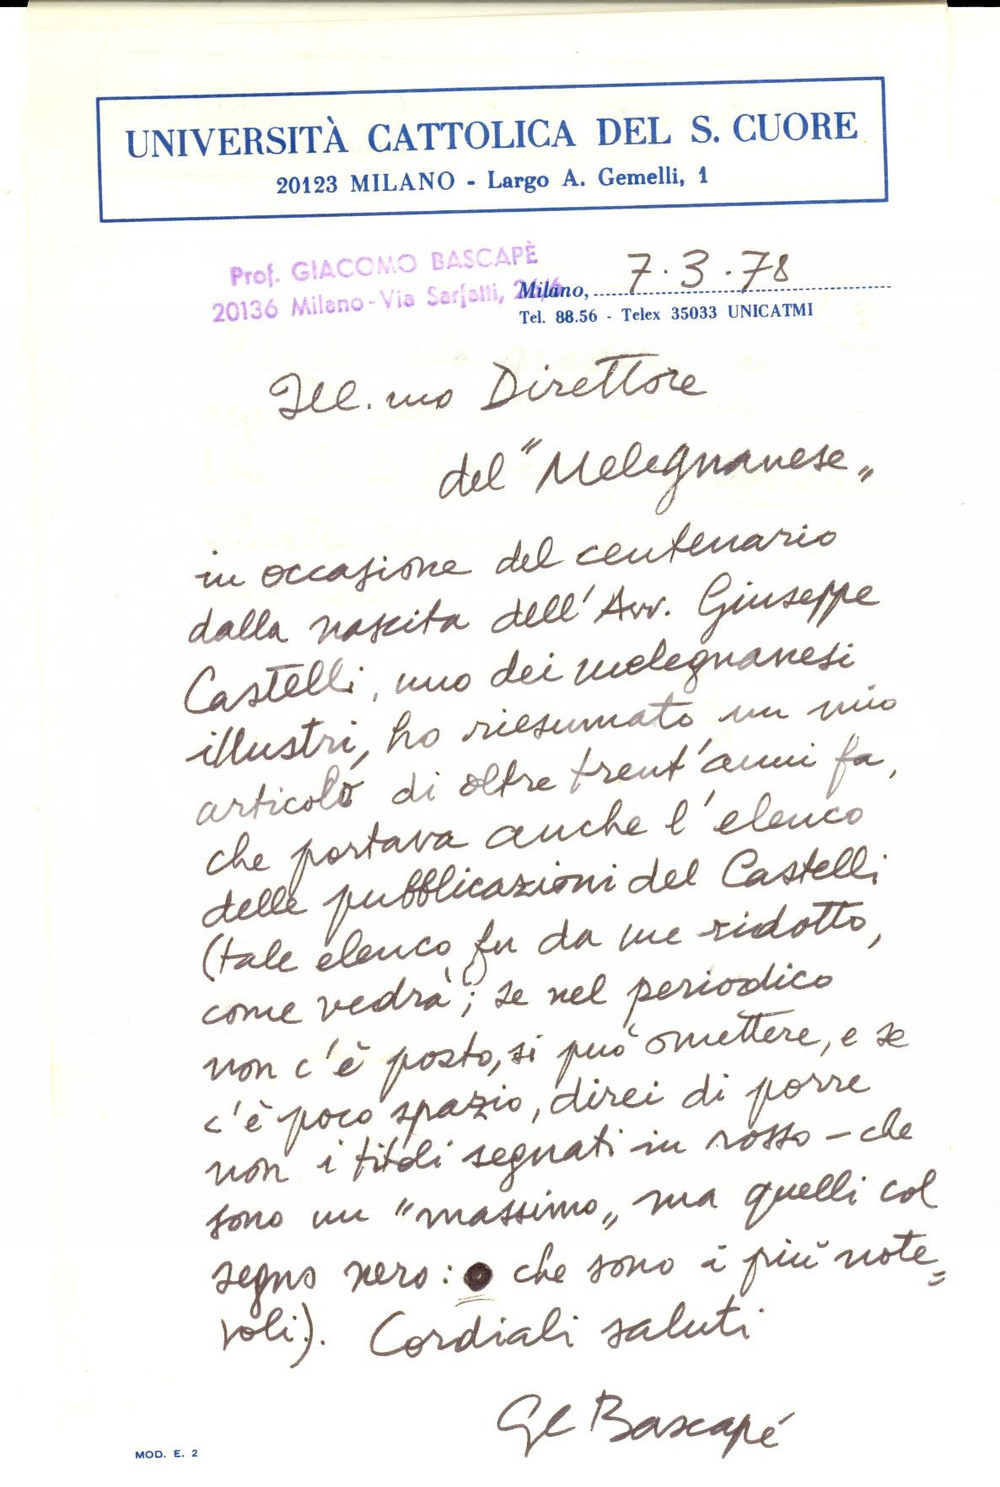 UNIVERSITÀ CATTOLICA DEL S. CUORE
20123 MILANO - Largo A. Gemelli, 1
Prof. GIACOMO BASCAPÈ
20136 Milano - Via Sarfatti,
Milano, 7.3.78
Tel. 88.56 - Telex 35033 UNICATMI
Ill.mo Direttore
del "Melegnanese„
in occasione del centenario
dalla nascita dell'Avv. Giuseppe
Castelli, uno dei melegnanesi
illustri, ho riesumato un mio
articolo di oltre trent'anni fa,
che portava anche l'elenco
delle pubblicazioni del Castelli
(tale elenco fu da me ridotto,
come vedrà; se nel periodico
non c'è posto, si può omettere, e se
c'è poco spazio, direi di porre
non i titoli segnati in rosso – che
sono un "massimo„ ma quelli col
segno nero: ● che sono i più note=
voli). Cordiali saluti
GC Bascapé
MOD. E. 2